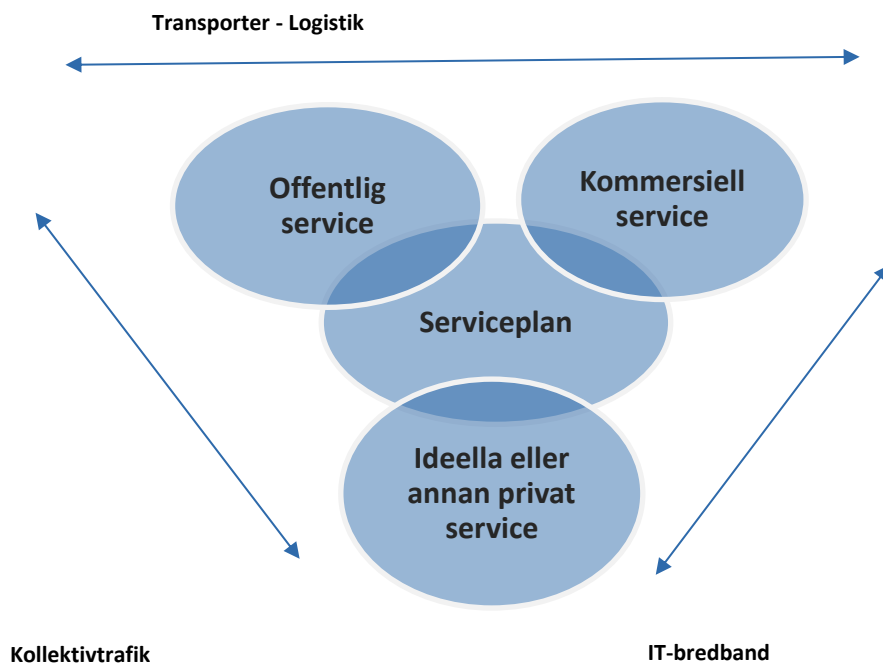 Transporter - Logistik
Offentlig
service
Kommersiell
service
Serviceplan
Ideella eller
annan privat
service
Kollektivtrafik
IT-bredband